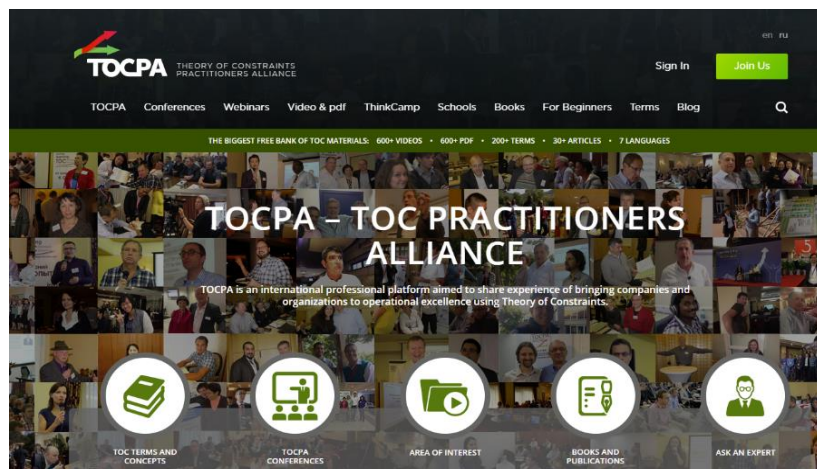 en ru
TOCPA THEORY OF CONSTRAINTS
PRACTITIONERS ALLIANCE
Sign In Join Us
TOCPA Conferences Webinars Video & pdf ThinkCamp Schools Books For Beginners Terms Blog
THE BIGGEST FREE BANK OF TOC MATERIALS: 600+ VIDEOS • 600+ PDF • 200+ TERMS • 30+ ARTICLES • 7 LANGUAGES
TOCPA – TOC PRACTITIONERS
ALLIANCE
TOCPA is an international professional platform aimed to share experience of bringing companies and
organizations to operational excellence using Theory of Constraints.
TOC TERMS AND
CONCEPTS
TOCPA
CONFERENCES
AREA OF INTEREST
BOOKS AND
PUBLICATIONS
ASK AN EXPERT